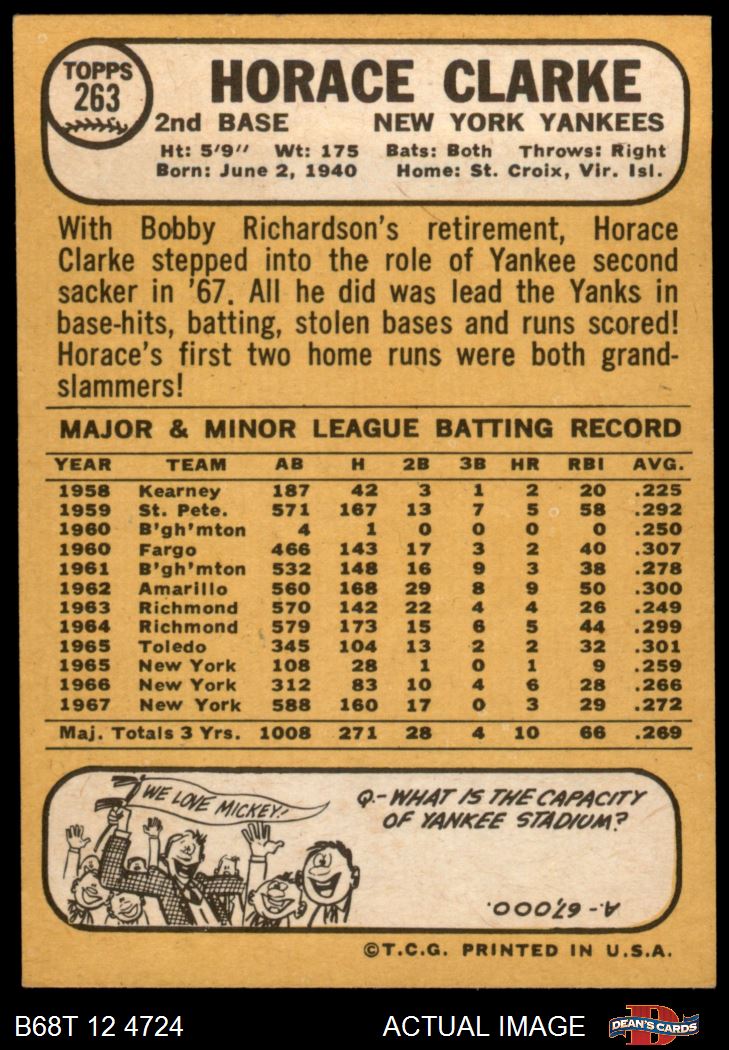 TOPPS
263
HORACE CLARKE
2nd BASE NEW YORK YANKEES
Ht: 5'9" Wt: 175 Bats: Both Throws: Right
Born: June 2, 1940 Home: St. Croix, Vir. Isl.
With Bobby Richardson's retirement, Horace
Clarke stepped into the role of Yankee second
sacker in '67. All he did was lead the Yanks in
base-hits, batting, stolen bases and runs scored!
Horace's first two home runs were both grand-
slammers!
MAJOR & MINOR LEAGUE BATTING RECORD
YEAR TEAM AB H 2B 3B HR RBI AVG.
1958 Kearney 187 42 3 1 2 20 .225
1959 St. Pete. 571 167 13 7 5 58 .292
1960 B'gh'mton 4 1 0 0 0 0 .250
1960 Fargo 466 143 17 3 2 40 .307
1961 B'gh'mton 532 148 16 9 3 38 .278
1962 Amarillo 560 168 29 8 9 50 .300
1963 Richmond 570 142 22 4 4 26 .249
1964 Richmond 579 173 15 6 5 44 .299
1965 Toledo 345 104 13 2 2 32 .301
1965 New York 108 28 1 0 1 9 .259
1966 New York 312 83 10 4 6 28 .266
1967 New York 588 160 17 0 3 29 .272
Maj. Totals 3 Yrs. 1008 271 28 4 10 66 .269
WE LOVE MICKEY!
Q.- WHAT IS THE CAPACITY
OF YANKEE STADIUM?
A.- 67,000.
©T.C.G. PRINTED IN U.S.A.
B68T 12 4724 ACTUAL IMAGE
D
DEAN'S CARDS